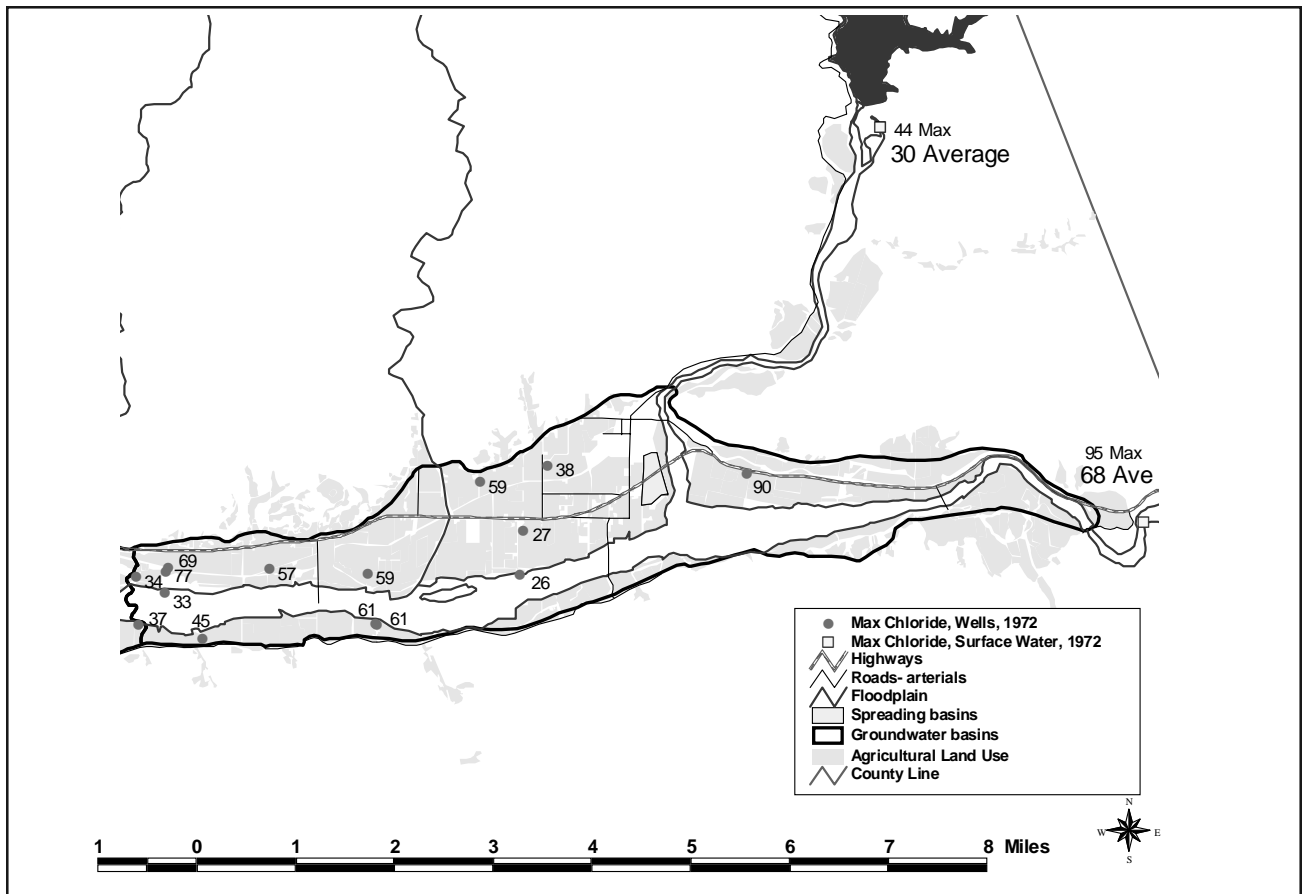 44 Max
30 Average
95 Max
68 Ave
38
59
90
27
69
77
34
57
59
26
33
37
45
61
61
Max Chloride, Wells, 1972
Max Chloride, Surface Water, 1972
Highways
Roads- arterials
Floodplain
Spreading basins
Groundwater basins
Agricultural Land Use
County Line
N
W
E
S
1 0 1 2 3 4 5 6 7 8 Miles